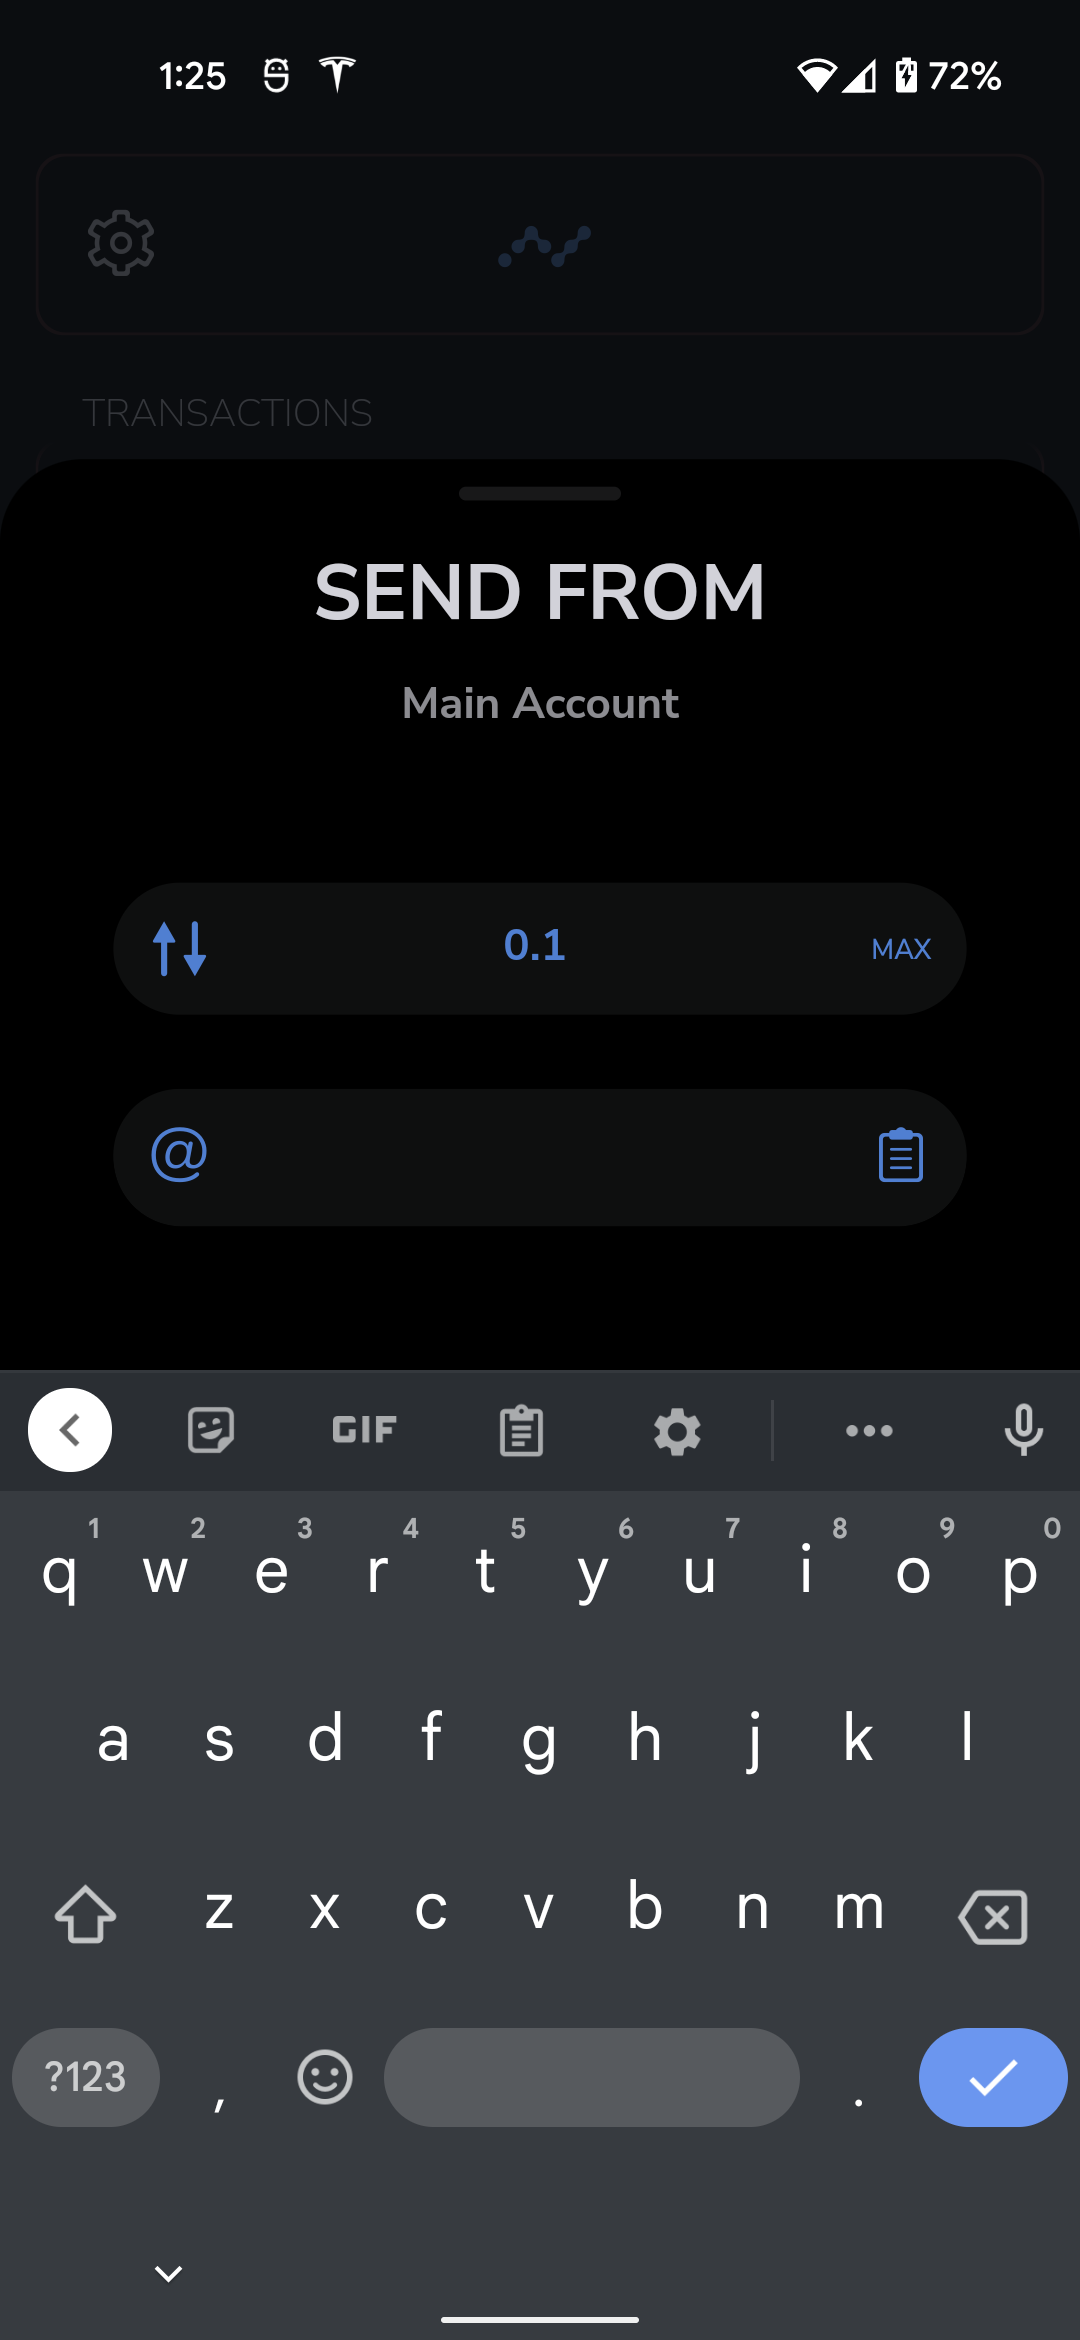 1:25 72%
TRANSACTIONS
SEND FROM
Main Account
0.1 MAX
@
GIF
1 2 3 4 5 6 7 8 9 0
q w e r t y u i o p
a s d f g h j k l
z x c v b n m
?123 , .